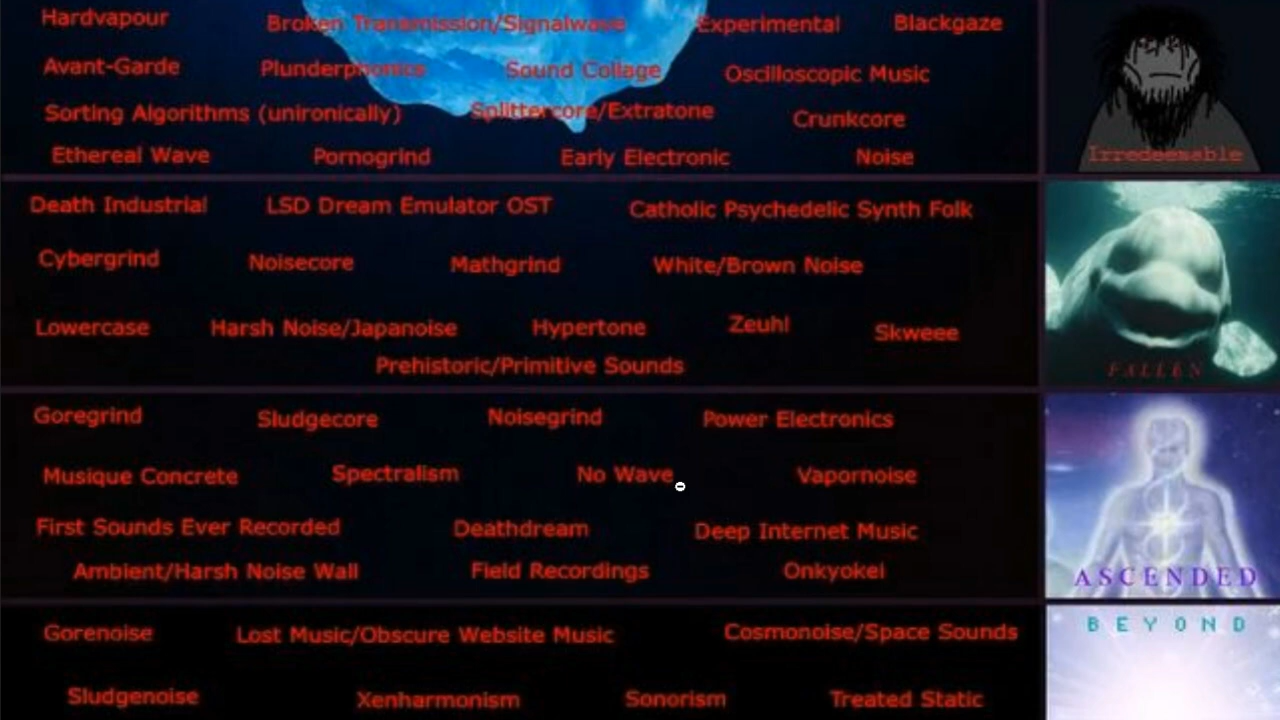 Hardvapour Broken Transmission/Signalwave Experimental Blackgaze
Avant-Garde Plunderphonics Sound Collage Oscilloscopic Music
Sorting Algorithms (unironically) Splittercore/Extratone Crunkcore
Ethereal Wave Pornogrind Early Electronic Noise
Irredeemable
Death Industrial LSD Dream Emulator OST Catholic Psychedelic Synth Folk
Cybergrind Noisecore Mathgrind White/Brown Noise
Lowercase Harsh Noise/Japanoise Hypertone Zeuhl Skweee
Prehistoric/Primitive Sounds
FALLEN
Goregrind Sludgecore Noisegrind Power Electronics
Musique Concrete Spectralism No Wave Vapornoise
First Sounds Ever Recorded Deathdream Deep Internet Music
Ambient/Harsh Noise Wall Field Recordings Onkyokei
ASCENDED
BEYOND
Gorenoise Lost Music/Obscure Website Music Cosmonoise/Space Sounds
Sludgenoise Xenharmonism Sonorism Treated Static